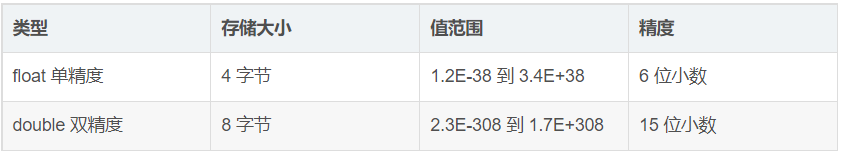 类型 存储大小 值范围 精度
float 单精度 4 字节 1.2E-38 到 3.4E+38 6 位小数
double 双精度 8 字节 2.3E-308 到 1.7E+308 15 位小数